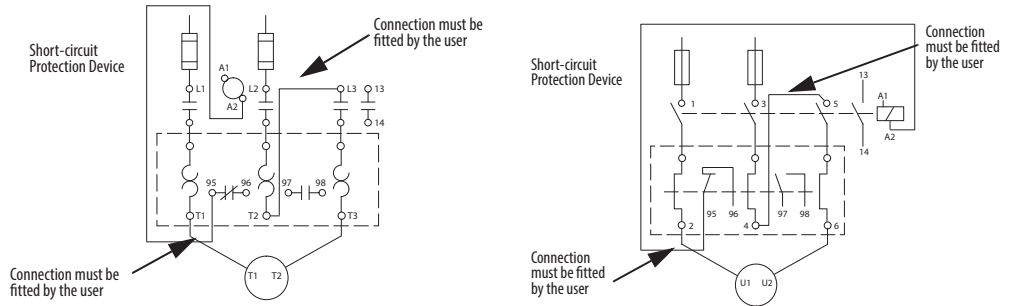 Short-circuit
Protection Device
Connection must be
fitted by the user
A1
A2
L1
L2
L3
13
14
95
96
97
98
T1
T2
T3
T1
T2
Connection must be
fitted by the user
Short-circuit
Protection Device
Connection
must be fitted
by the user
1
3
5
13
14
A1
A2
95
96
97
98
2
4
6
U1
U2
Connection
must be fitted
by the user